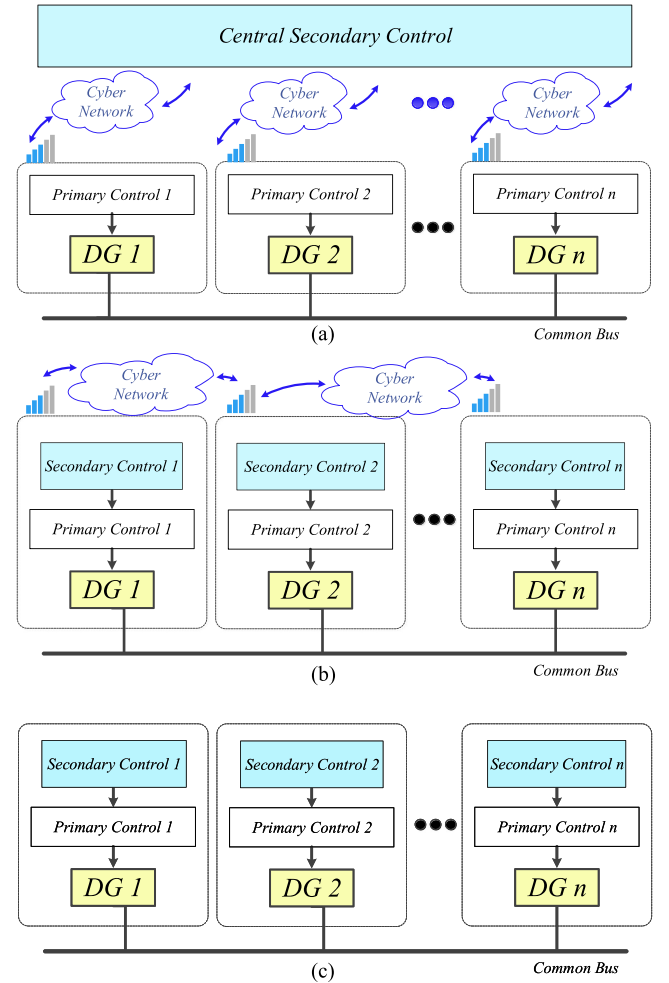 Central Secondary Control
Cyber
Network
Cyber
Network
Cyber
Network
Primary Control 1
Primary Control 2
Primary Control n
DG 1
DG 2
DG n
Common Bus
(a)
Cyber
Network
Cyber
Network
Secondary Control 1
Secondary Control 2
Secondary Control n
Primary Control 1
Primary Control 2
Primary Control n
DG 1
DG 2
DG n
Common Bus
(b)
Secondary Control 1
Secondary Control 2
Secondary Control n
Primary Control 1
Primary Control 2
Primary Control n
DG 1
DG 2
DG n
Common Bus
(c)